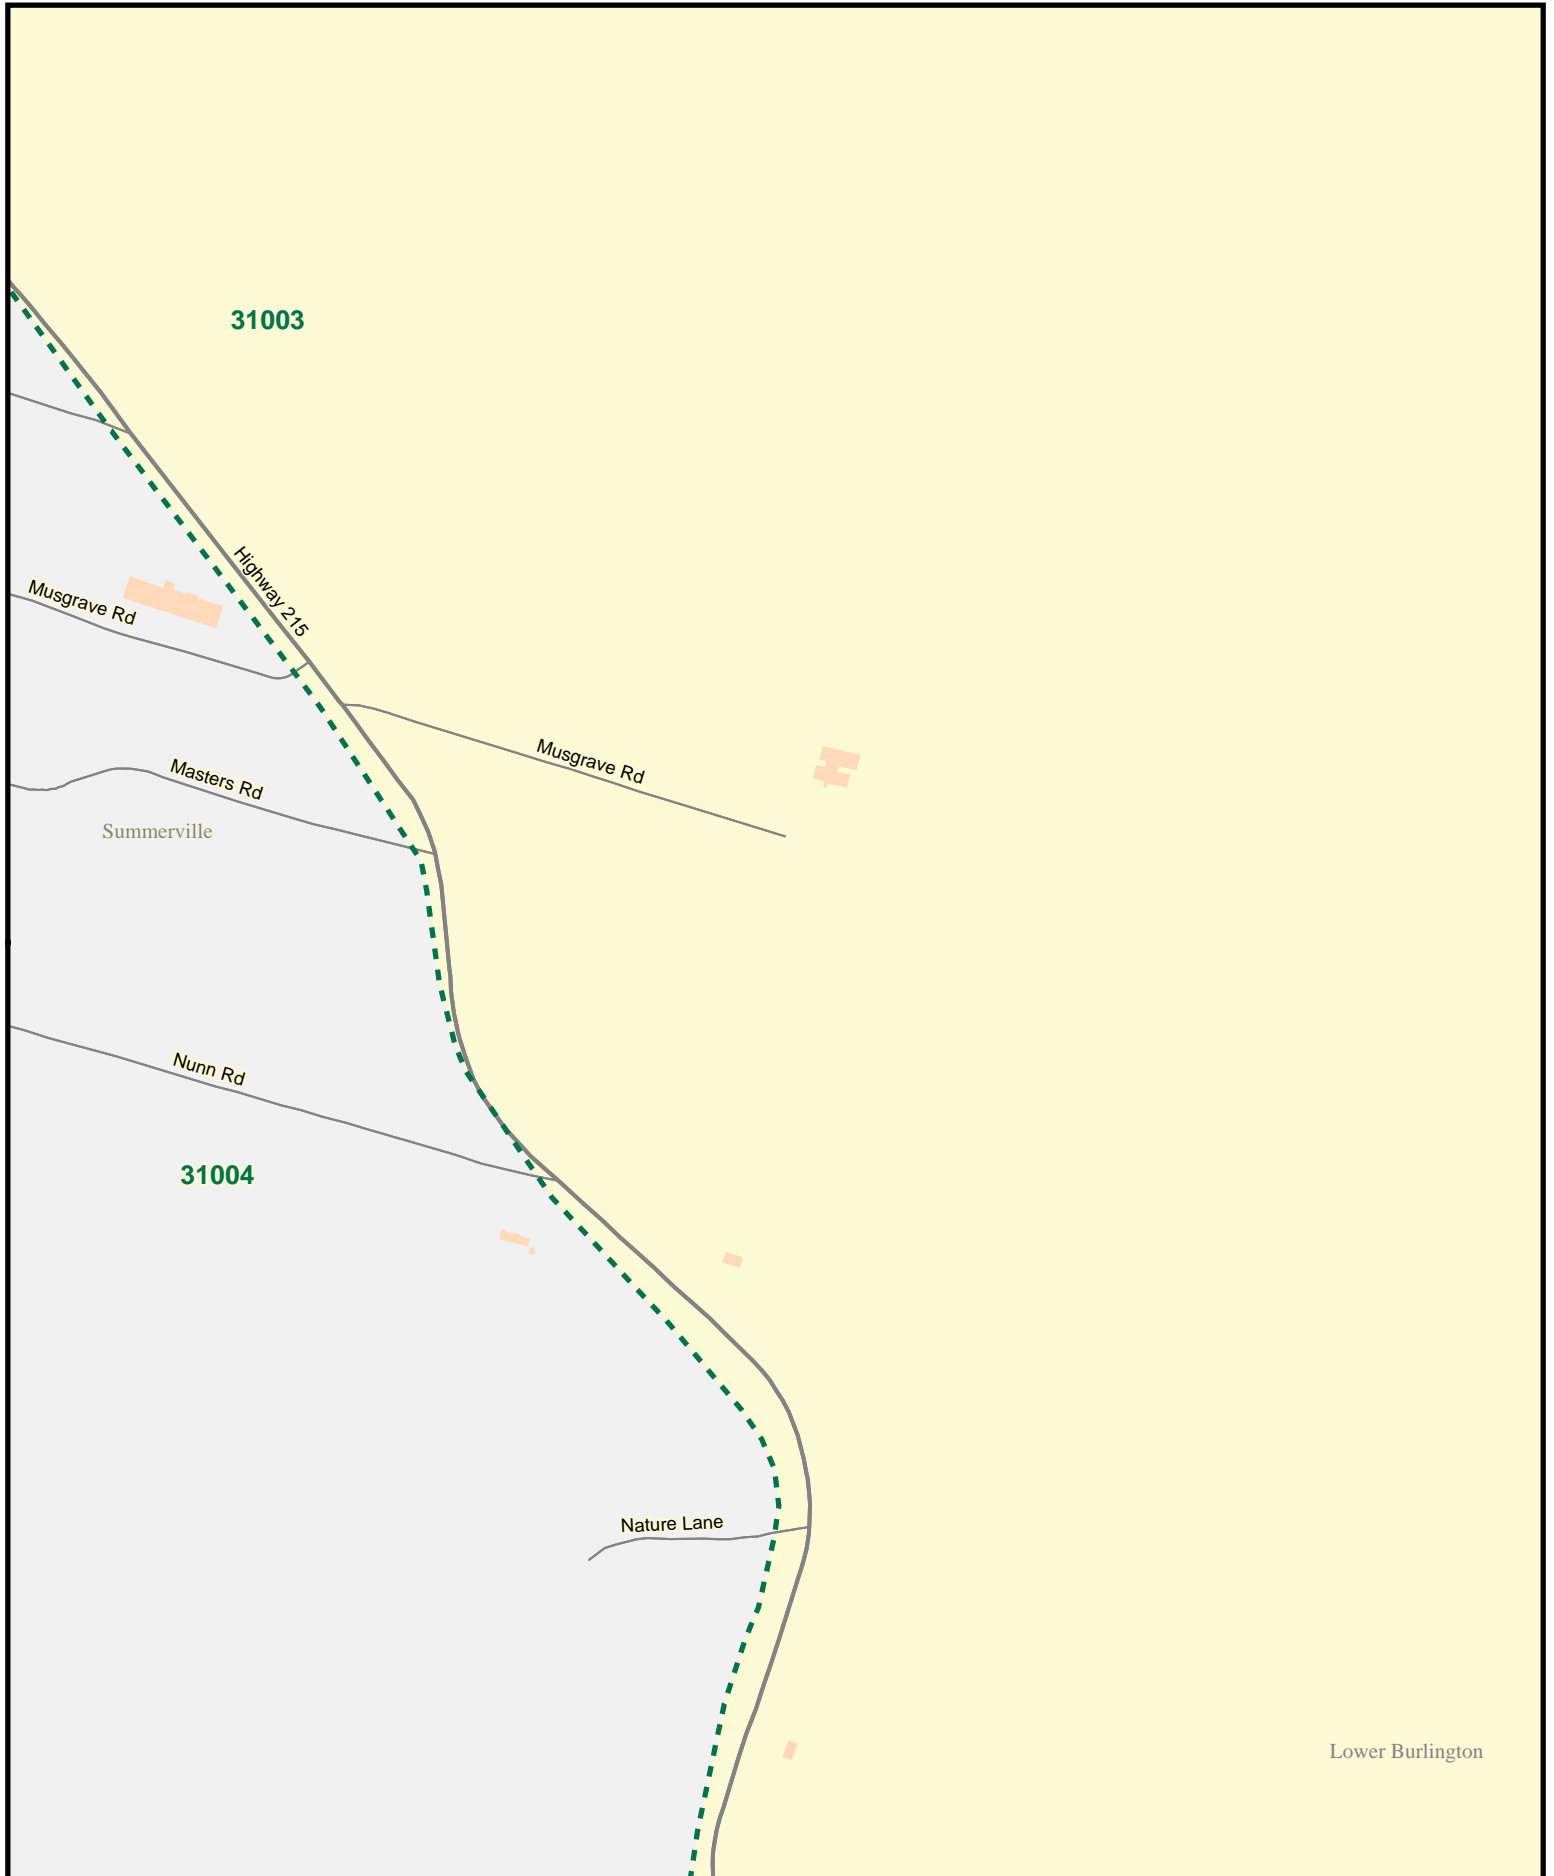 31003
Highway 215
Musgrave Rd
Musgrave Rd
Masters Rd
Summerville
Nunn Rd
31004
Nature Lane
Lower Burlington